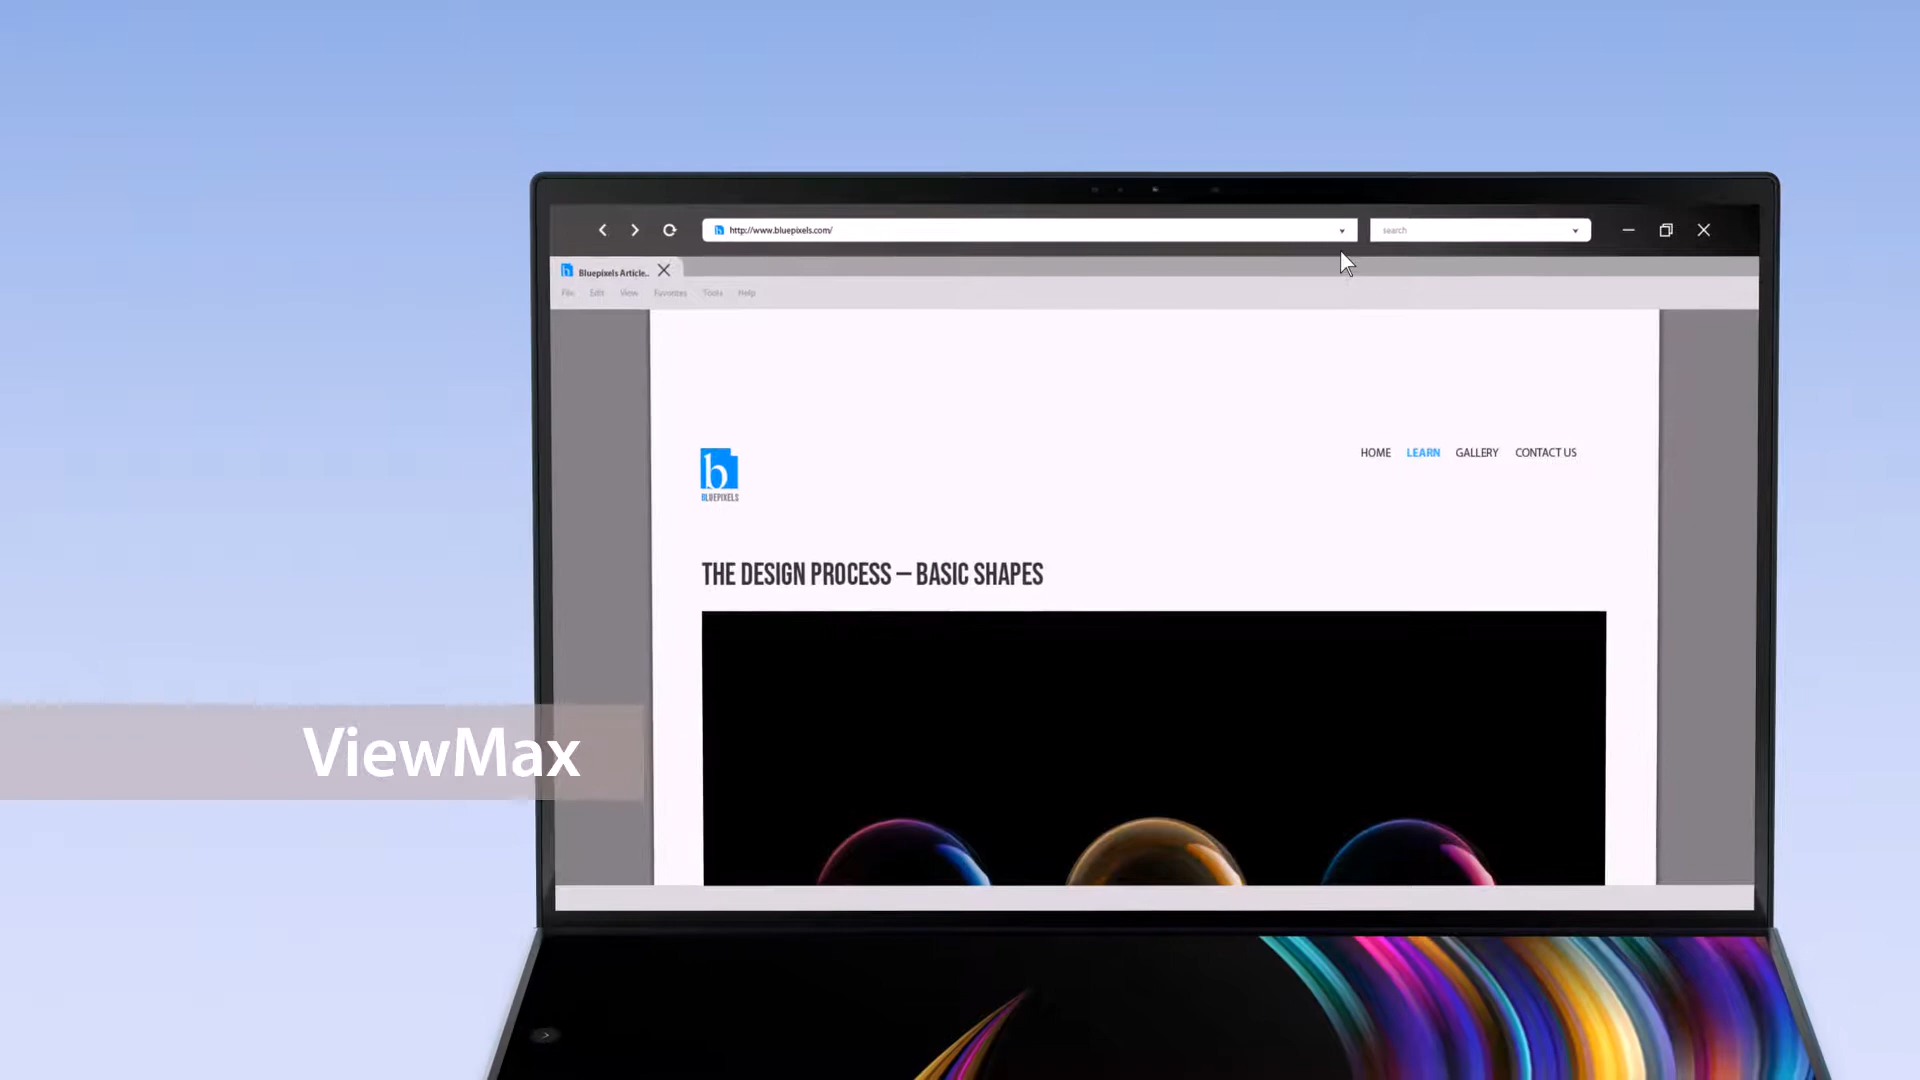 http://www.bluepixels.com/
search
Bluepixels Article..
File Edit View Favorites Tools Help
b
BLUEPIXELS
HOME LEARN GALLERY CONTACT US
THE DESIGN PROCESS – BASIC SHAPES
ViewMax